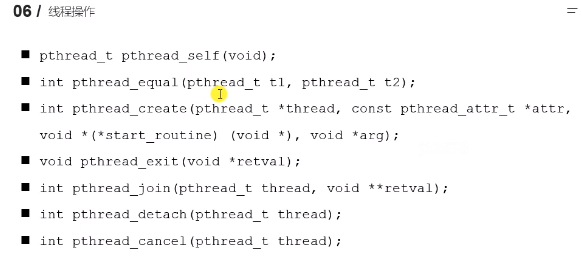 06 / 线程操作
pthread_t pthread_self(void);
int pthread_equal(pthread_t t1, pthread_t t2);
int pthread_create(pthread_t *thread, const pthread_attr_t *attr,
void *(*start_routine) (void *), void *arg);
void pthread_exit(void *retval);
int pthread_join(pthread_t thread, void **retval);
int pthread_detach(pthread_t thread);
int pthread_cancel(pthread_t thread);